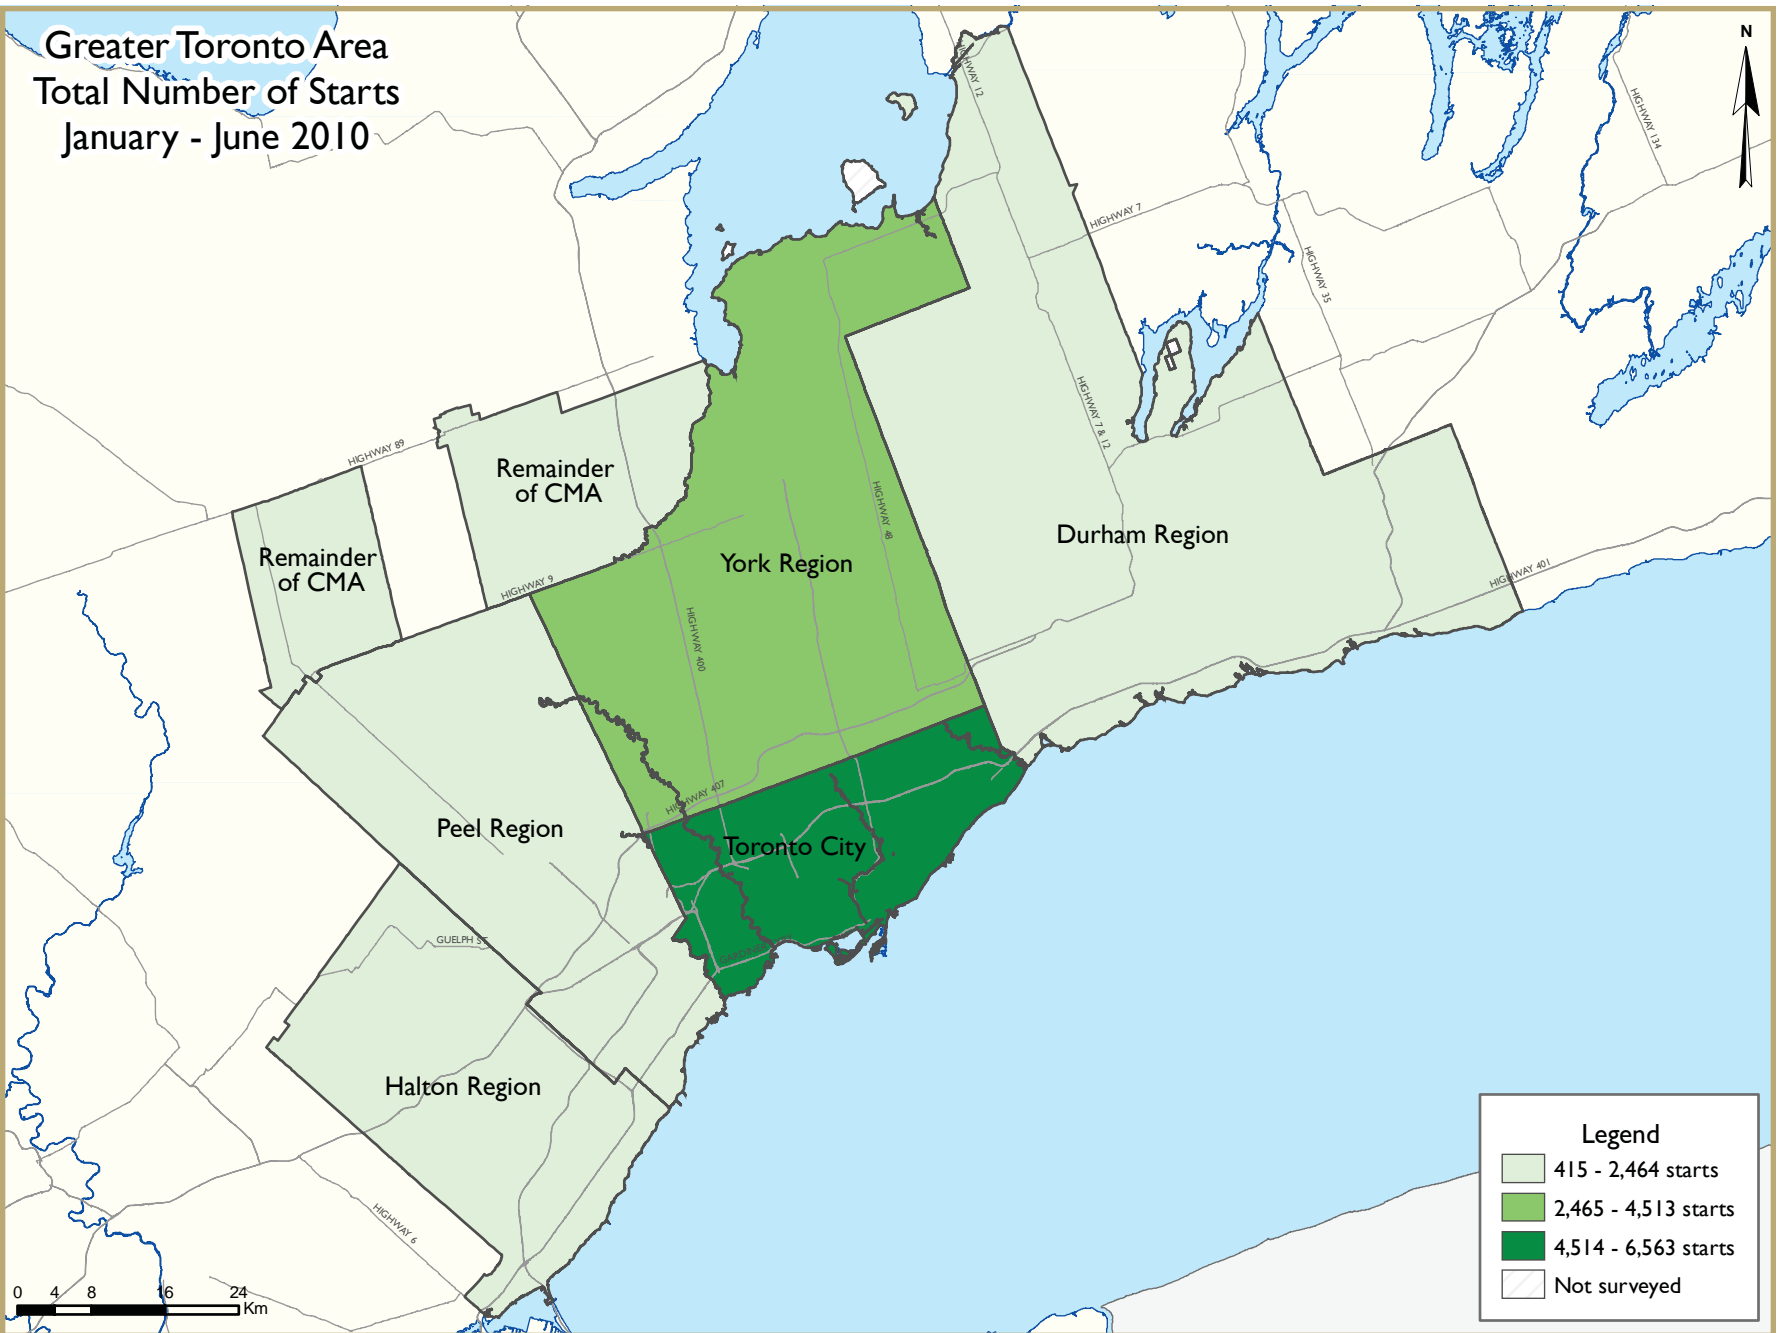 Greater Toronto Area
Total Number of Starts
January - June 2010
N
HIGHWAY 12
HIGHWAY 134
HIGHWAY 7
HIGHWAY 35
HIGHWAY 7 & 12
HIGHWAY 89
Remainder
of CMA
HIGHWAY 48
Remainder
of CMA
York Region
Durham Region
HIGHWAY 9
HIGHWAY 401
HIGHWAY 400
HIGHWAY 407
Peel Region
Toronto City
GUELPH ST
Halton Region
HIGHWAY 6
Legend
415 - 2,464 starts
2,465 - 4,513 starts
4,514 - 6,563 starts
Not surveyed
0 4 8 16 24
Km